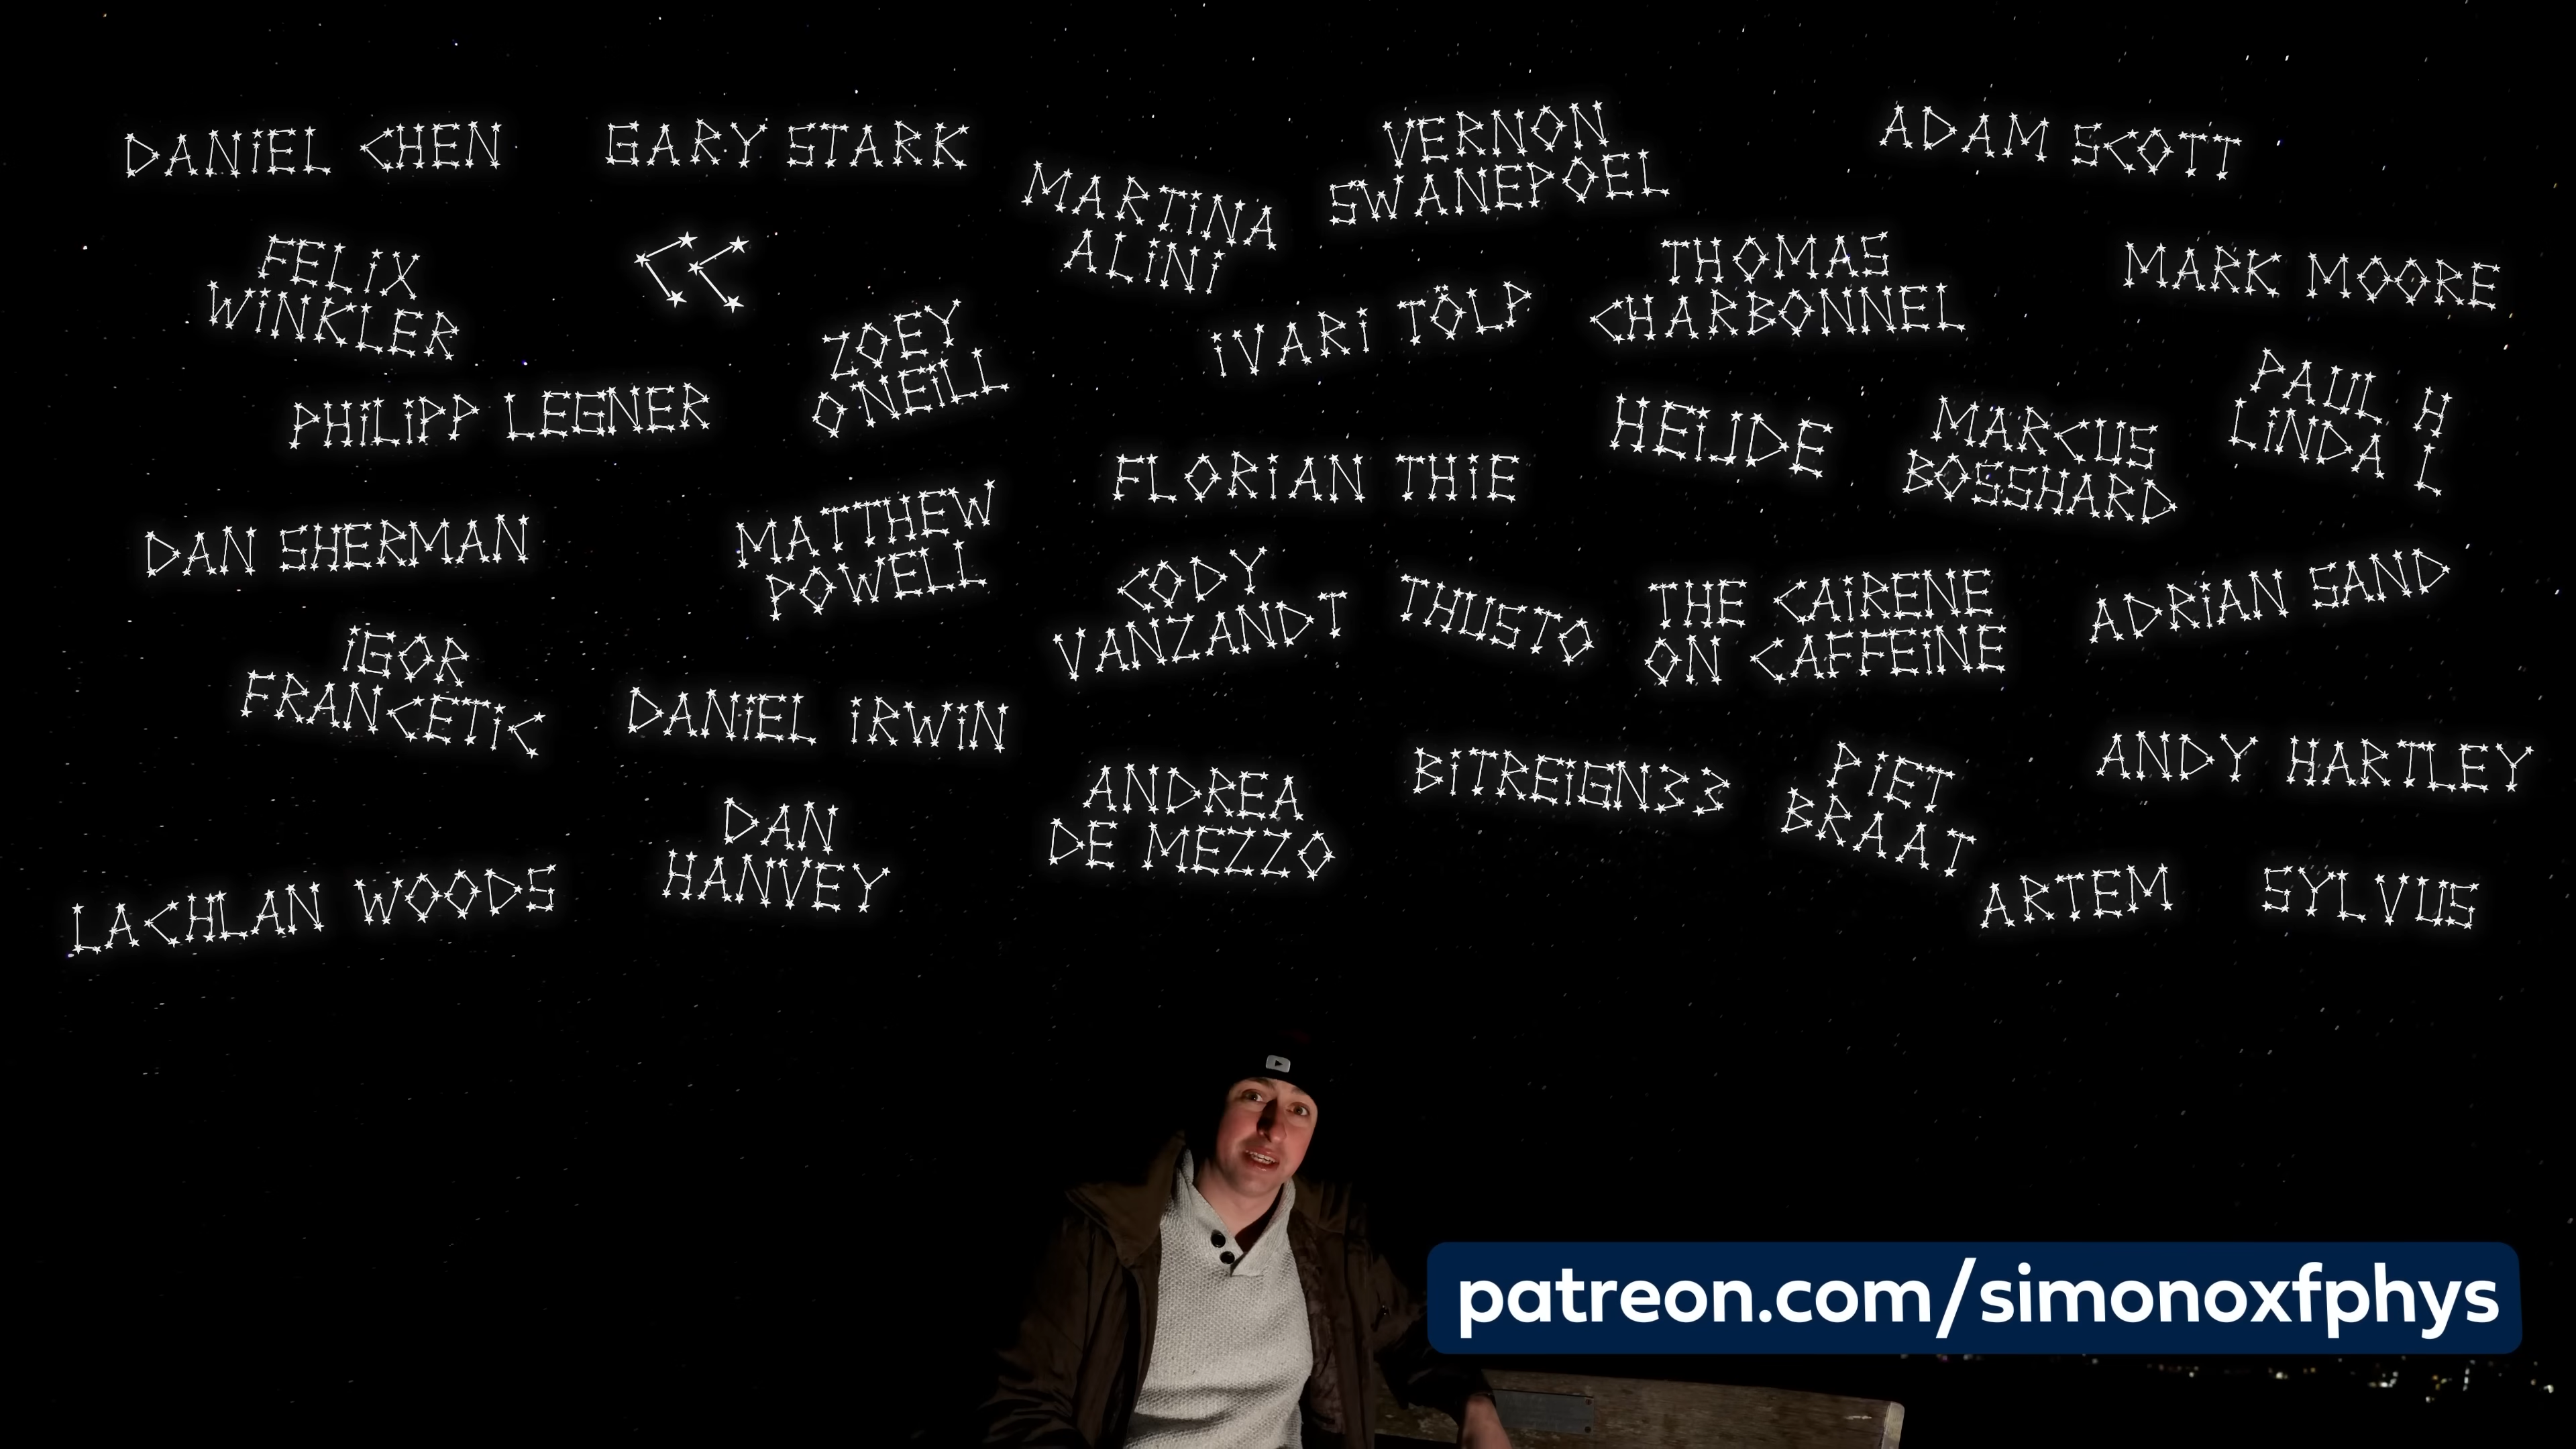 DANiEL CHEN
GARY STARK
MARTiNA
ALiNi
VERNON
SWANEPOEL
ADAM SCOTT
FELiX
WiNKLER
CC
ZOEY
O'NEiLL
iVARi TÖLP
THOMAS
CHARBONNEL
MARK MOORE
PHiLiPP LEGNER
FLORiAN THiE
HEiJDE
MARCUS
BOSSHARD
PAUL H
LiNDA L
DAN SHERMAN
MATTHEW
POWELL
CODY
VANZANDT
THUSTO
THE CAiRENE
ON CAFFEiNE
ADRiAN SAND
iGOR
FRANCETiC
DANiEL iRWiN
ANDREA
DE MEZZO
BiTREiGN33
PiET
BRAAT
ANDY HARTLEY
LACHLAN WOODS
DAN
HANVEY
ARTEM
SYLVUS
patreon.com/simonoxfphys